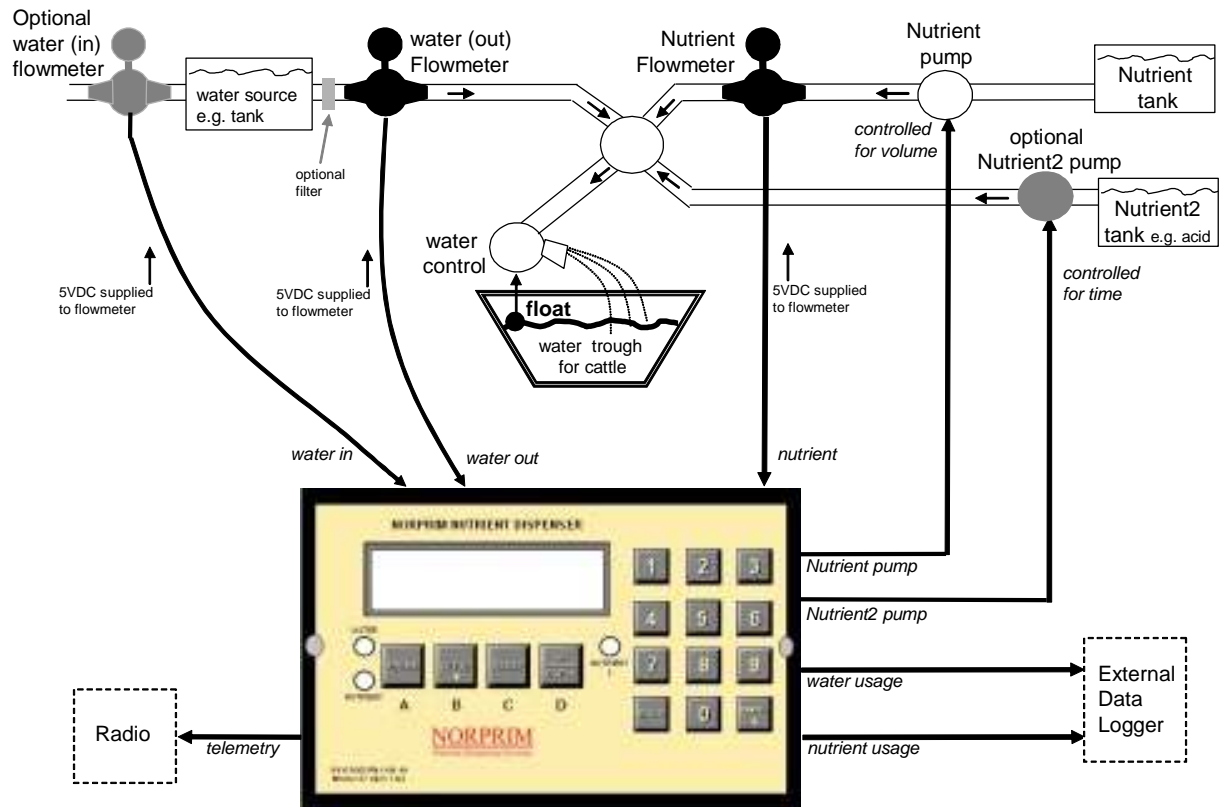 Optional
water (in)
flowmeter
water (out)
Flowmeter
Nutrient
Flowmeter
Nutrient
pump
Nutrient
tank
water source
e.g. tank
optional
filter
controlled
for volume
optional
Nutrient2 pump
Nutrient2
tank e.g. acid
controlled
for time
water
control
float
water trough
for cattle
5VDC supplied
to flowmeter
5VDC supplied
to flowmeter
5VDC supplied
to flowmeter
water in
water out
nutrient
NORPRIM NUTRIENT DISPENSER
1 2 3
4 5 6
7 8 9
0
WATER
NUTRIENT
A B C D
NORPRIM
Nutrient pump
Nutrient2 pump
water usage
nutrient usage
External
Data
Logger
Radio
telemetry